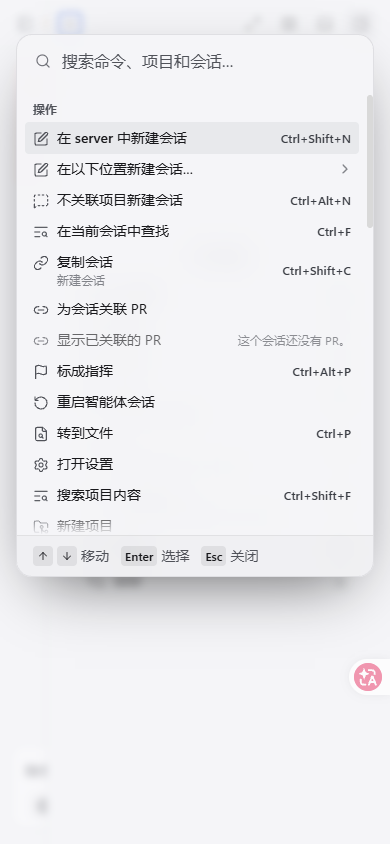 搜索命令、项目和会话...
操作
在 server 中新建会话 Ctrl+Shift+N
在以下位置新建会话...
不关联项目新建会话 Ctrl+Alt+N
在当前会话中查找 Ctrl+F
复制会话 Ctrl+Shift+C
新建会话
为会话关联 PR
显示已关联的 PR 这个会话还没有 PR。
标成指挥 Ctrl+Alt+P
重启智能体会话
转到文件 Ctrl+P
打开设置
搜索项目内容 Ctrl+Shift+F
新建项目
↑ ↓ 移动 Enter 选择 Esc 关闭